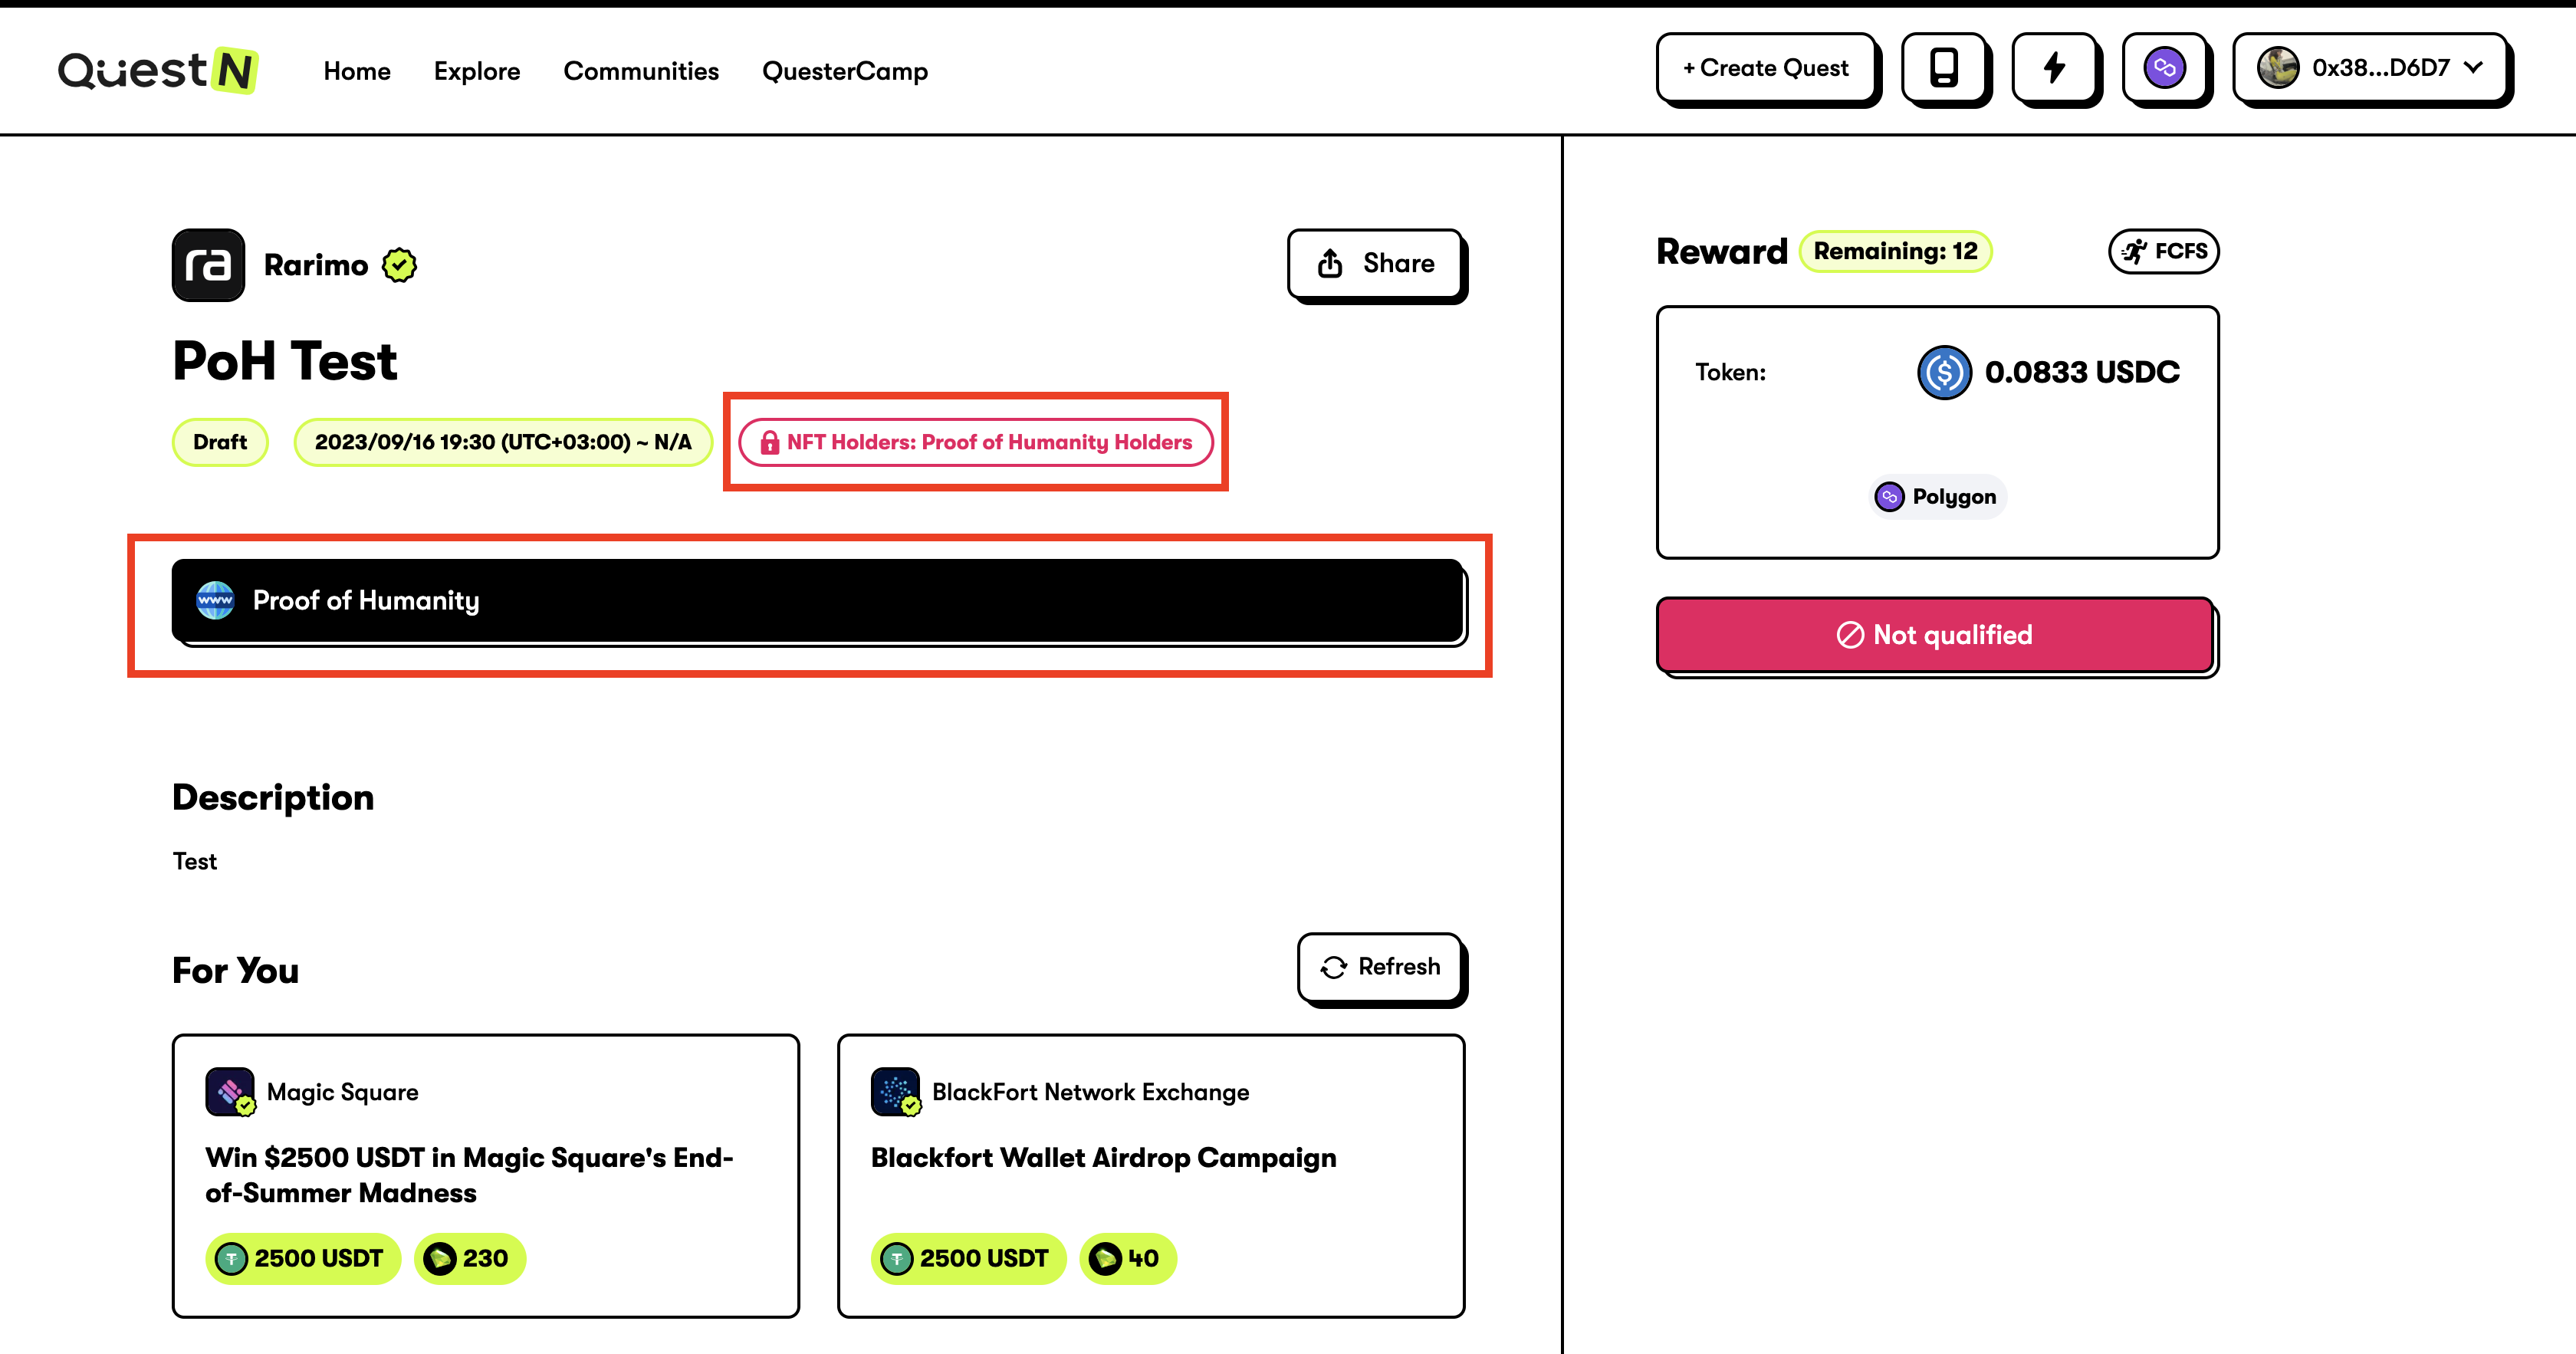 QuestN
Home
Explore
Communities
QuesterCamp
+ Create Quest
0x38...D6D7
ra
Rarimo
Share
PoH Test
Draft
2023/09/16 19:30 (UTC+03:00) ~ N/A
NFT Holders: Proof of Humanity Holders
www
Proof of Humanity
Description
Test
For You
Refresh
Magic Square
Win $2500 USDT in Magic Square's End-
of-Summer Madness
2500 USDT
230
BlackFort Network Exchange
Blackfort Wallet Airdrop Campaign
2500 USDT
40
Reward
Remaining: 12
FCFS
Token:
0.0833 USDC
Polygon
Not qualified